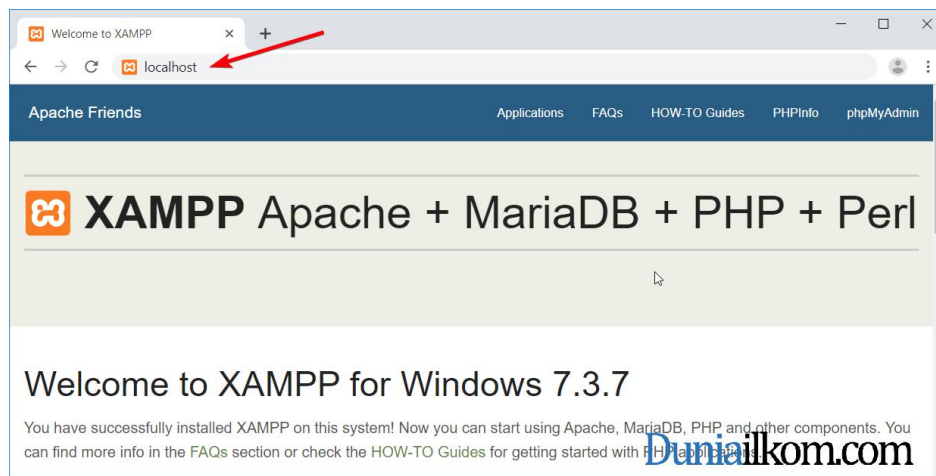 Welcome to XAMPP
localhost
Apache Friends Applications FAQs HOW-TO Guides PHPInfo phpMyAdmin
XAMPP Apache + MariaDB + PHP + Perl
Welcome to XAMPP for Windows 7.3.7
You have successfully installed XAMPP on this system! Now you can start using Apache, MariaDB, PHP and other components. You
can find more info in the FAQs section or check the HOW-TO Guides for getting started with PHP applications.
Duniailkom.com